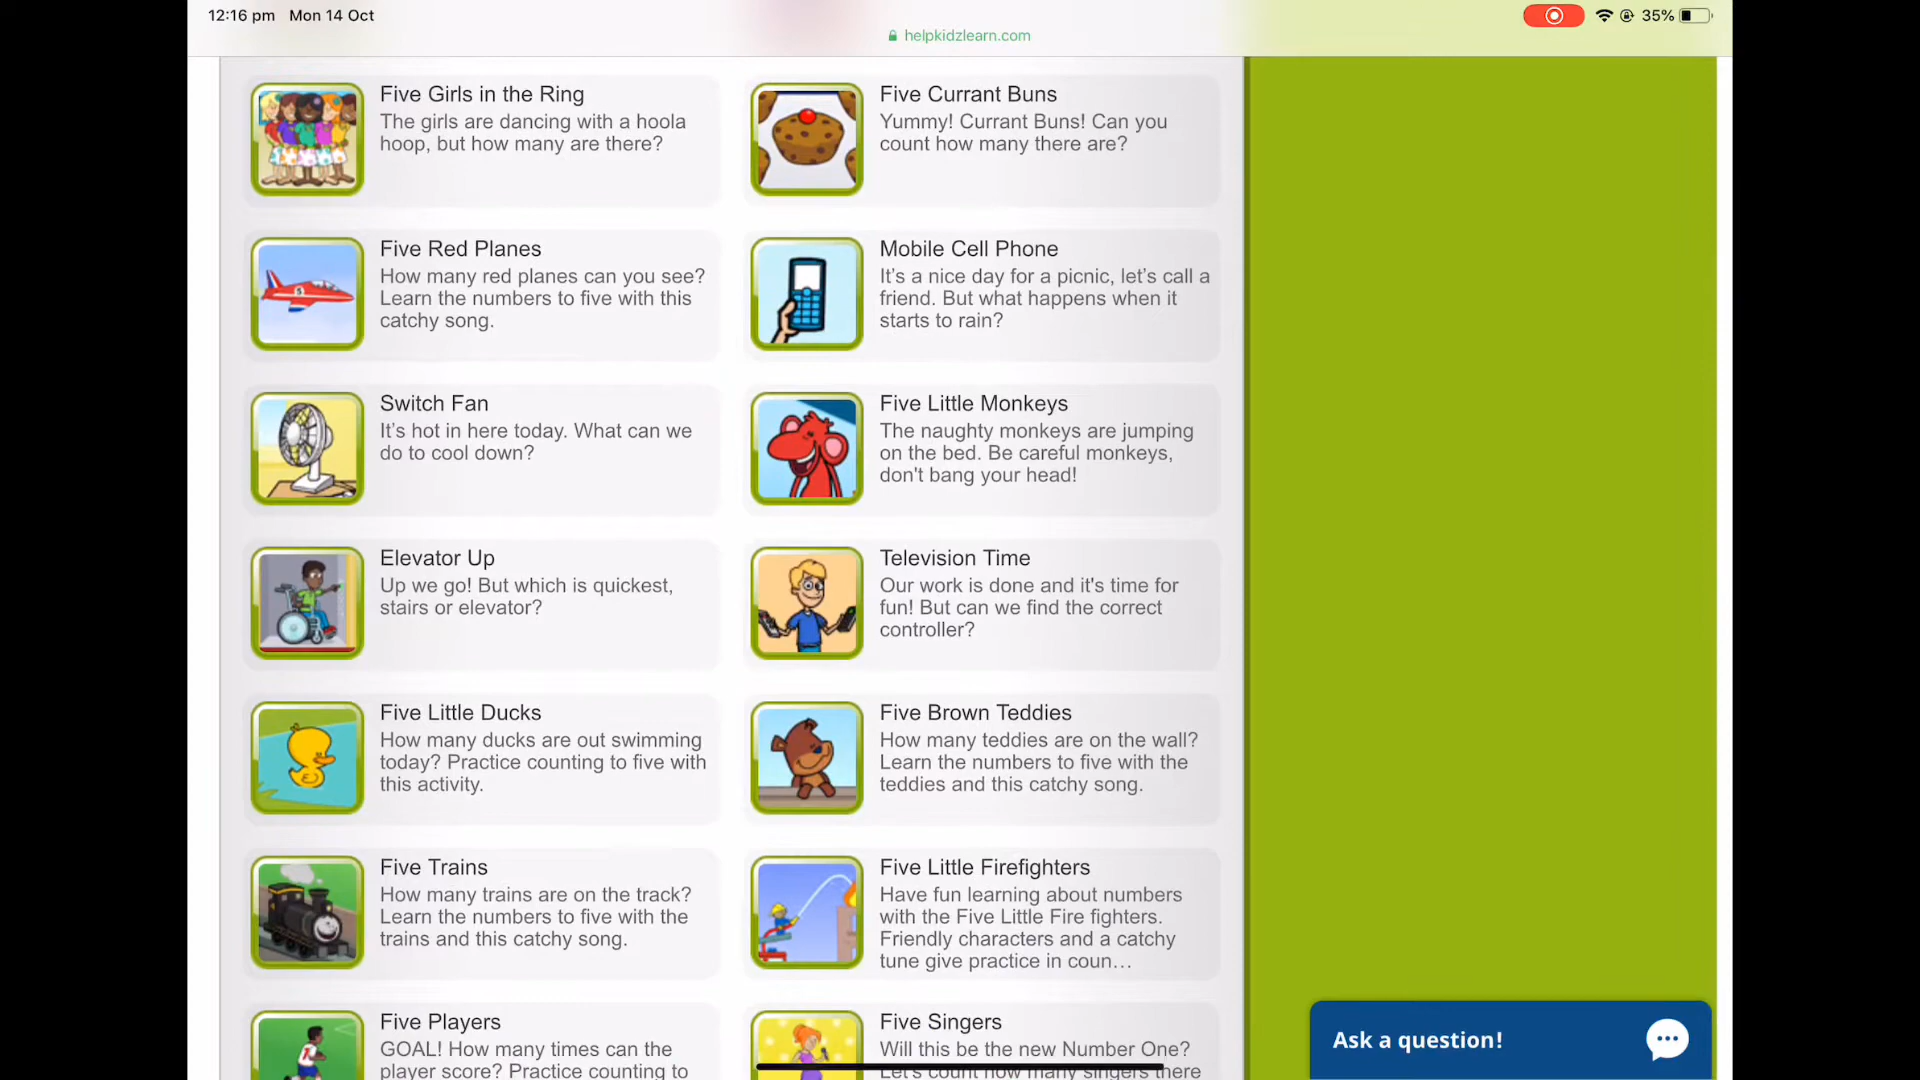 12:16 pm Mon 14 Oct
35%
helpkidzlearn.com
Five Girls in the Ring
The girls are dancing with a hoola
hoop, but how many are there?
Five Currant Buns
Yummy! Currant Buns! Can you
count how many there are?
Five Red Planes
How many red planes can you see?
Learn the numbers to five with this
catchy song.
Mobile Cell Phone
It's a nice day for a picnic, let's call a
friend. But what happens when it
starts to rain?
Switch Fan
It's hot in here today. What can we
do to cool down?
Five Little Monkeys
The naughty monkeys are jumping
on the bed. Be careful monkeys,
don't bang your head!
Elevator Up
Up we go! But which is quickest,
stairs or elevator?
Television Time
Our work is done and it's time for
fun! But can we find the correct
controller?
Five Little Ducks
How many ducks are out swimming
today? Practice counting to five with
this activity.
Five Brown Teddies
How many teddies are on the wall?
Learn the numbers to five with the
teddies and this catchy song.
Five Trains
How many trains are on the track?
Learn the numbers to five with the
trains and this catchy song.
Five Little Firefighters
Have fun learning about numbers
with the Five Little Fire fighters.
Friendly characters and a catchy
tune give practice in coun...
Five Players
GOAL! How many times can the
player score? Practice counting to
Five Singers
Will this be the new Number One?
Let's count how many singers there
Ask a question!